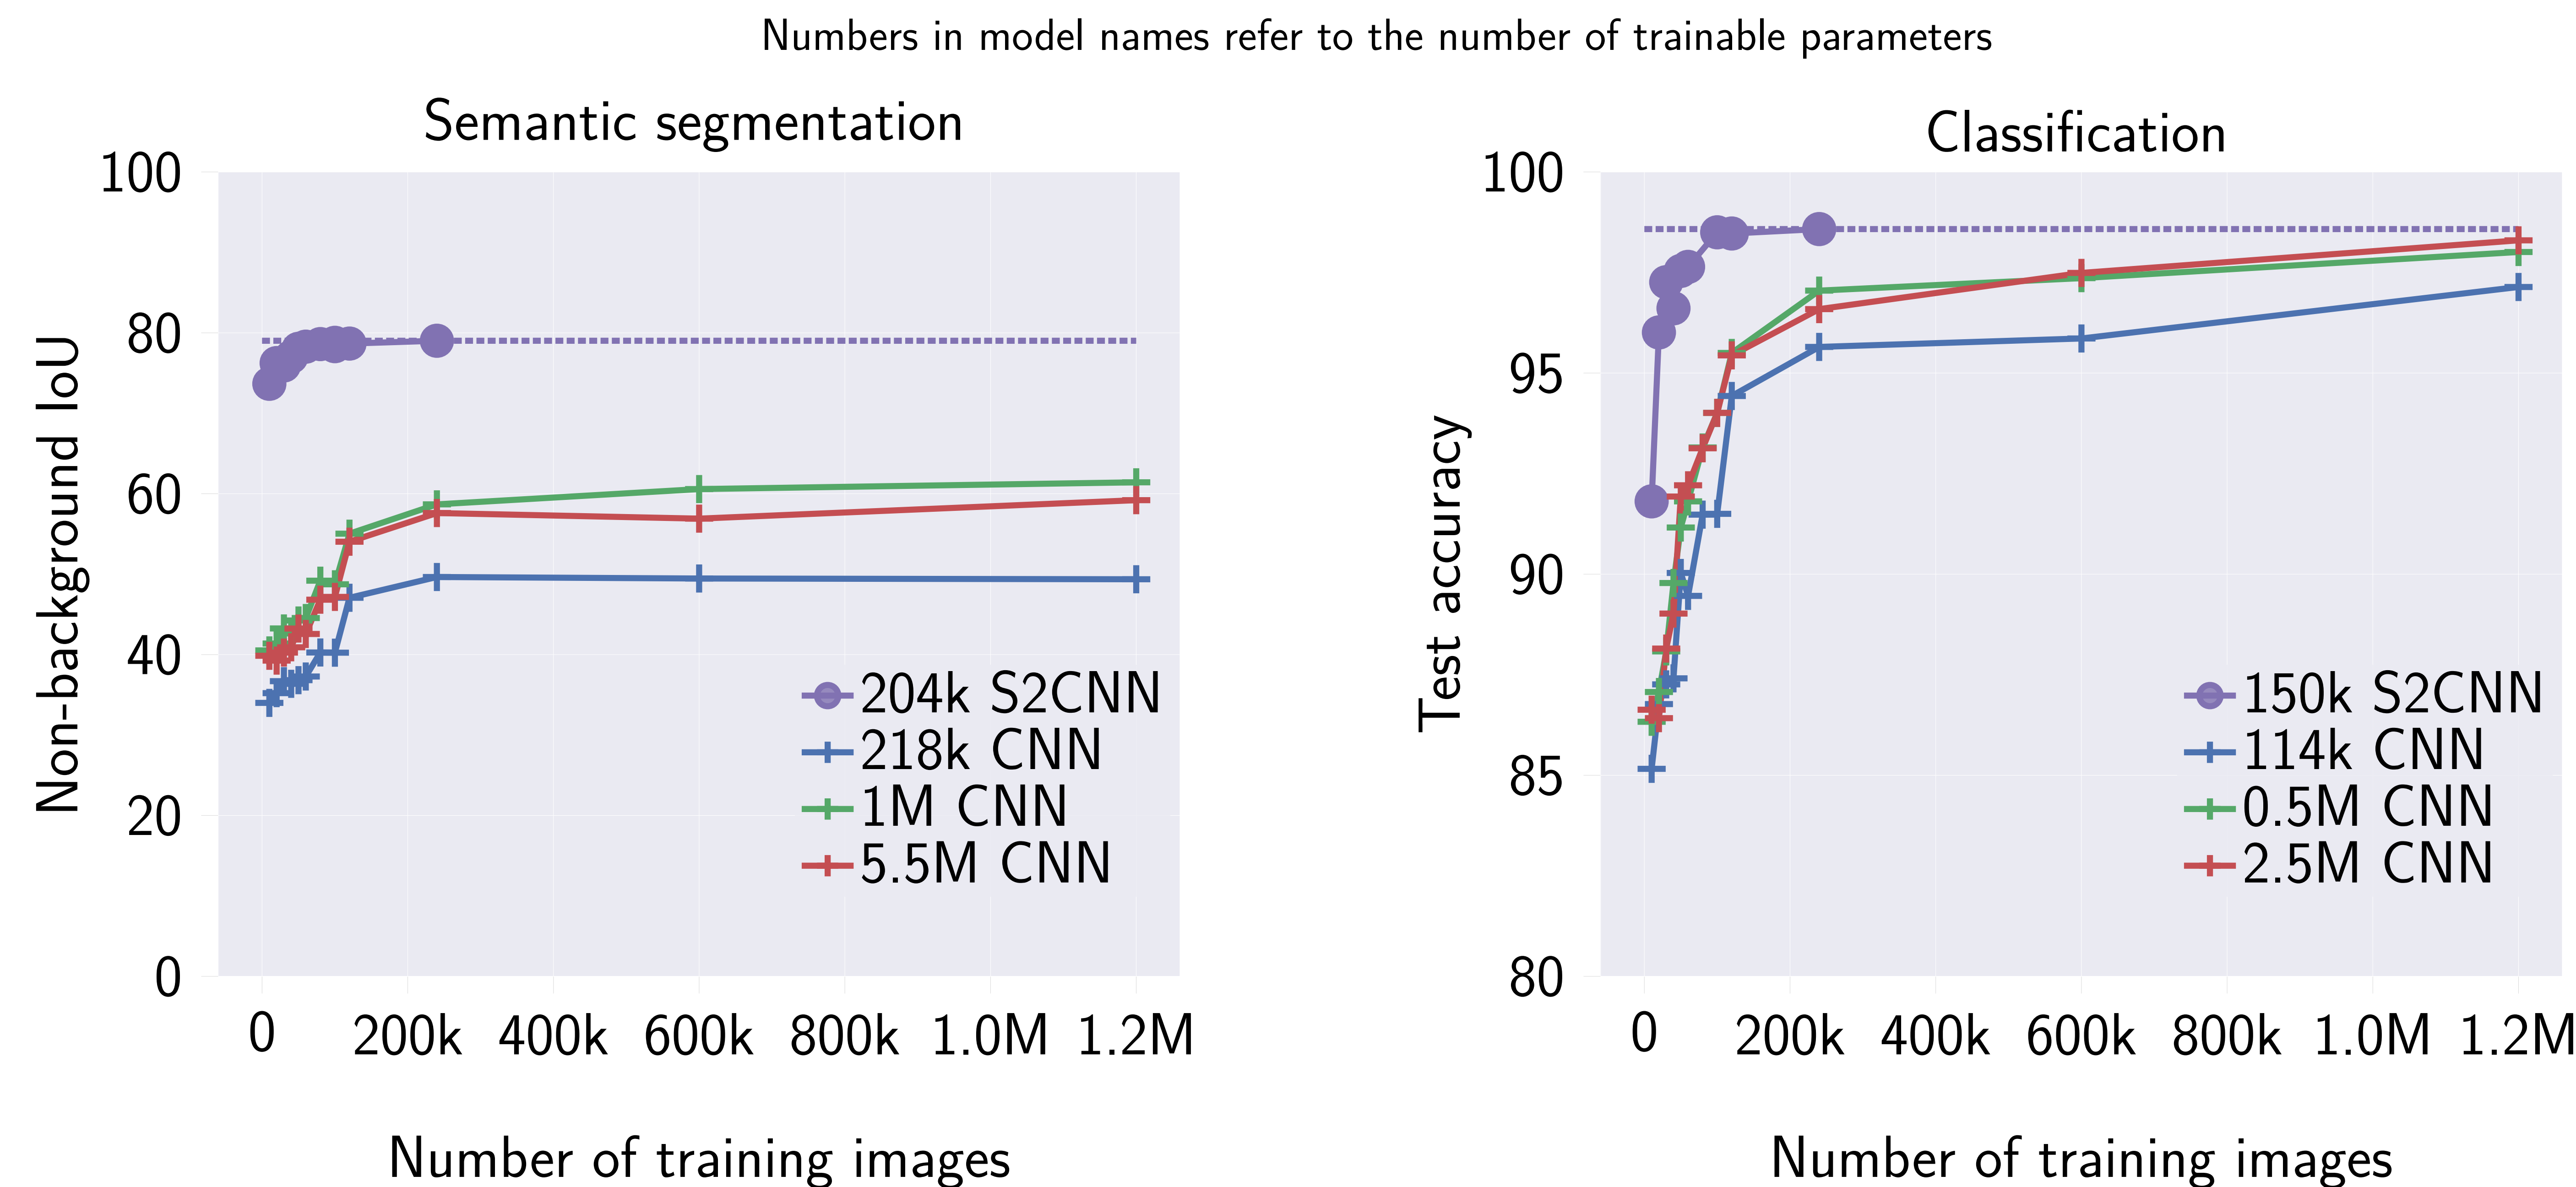 Numbers in model names refer to the number of trainable parameters
Semantic segmentation
100
80
60
40
20
0
Non-background IoU
204k S2CNN
218k CNN
1M CNN
5.5M CNN
0 200k 400k 600k 800k 1.0M 1.2M
Number of training images
Classification
100
95
90
85
80
Test accuracy
150k S2CNN
114k CNN
0.5M CNN
2.5M CNN
0 200k 400k 600k 800k 1.0M 1.2M
Number of training images